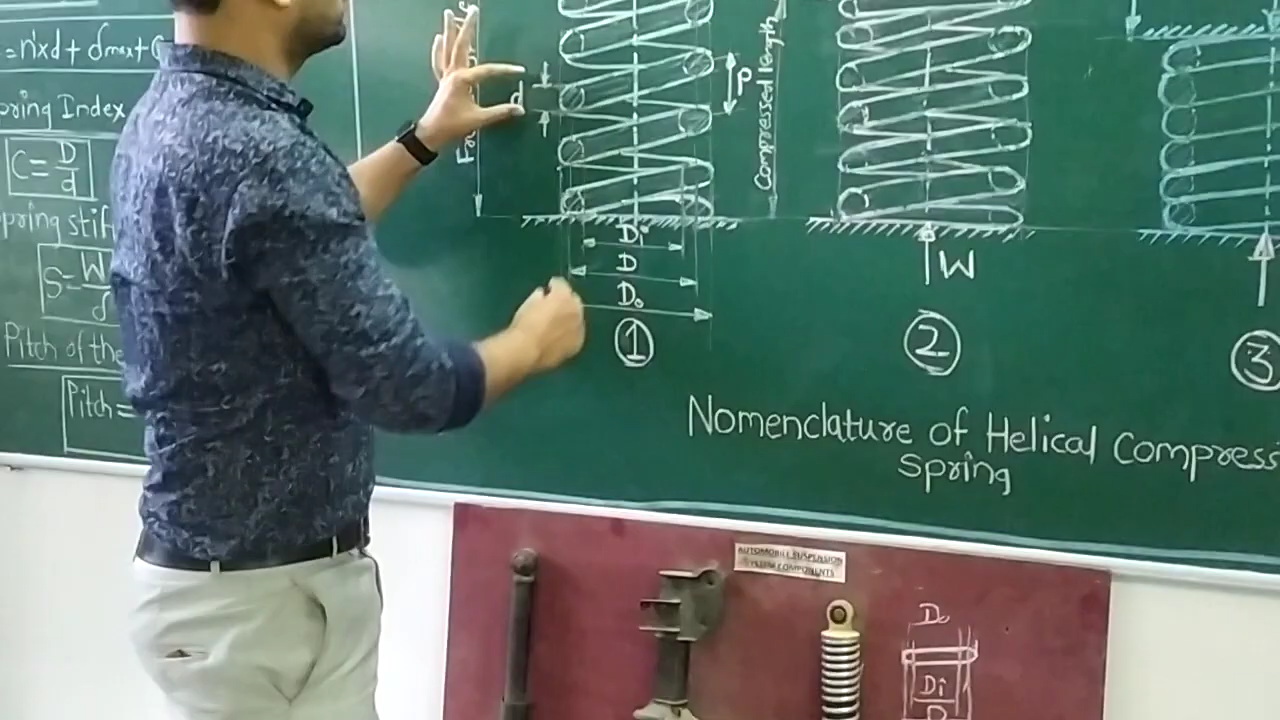 = n'xd + δmax + 
pring Index
C = D/d
pring stif
S = W/δ
Pitch of the
Pitch =
d
P
Compressed length
Di
D
Do
1
W
2
3
Nomenclature of Helical Compress
Spring
AUTOMOBILE SUSPENSION
SYSTEM COMPONENTS
Do
Di
D